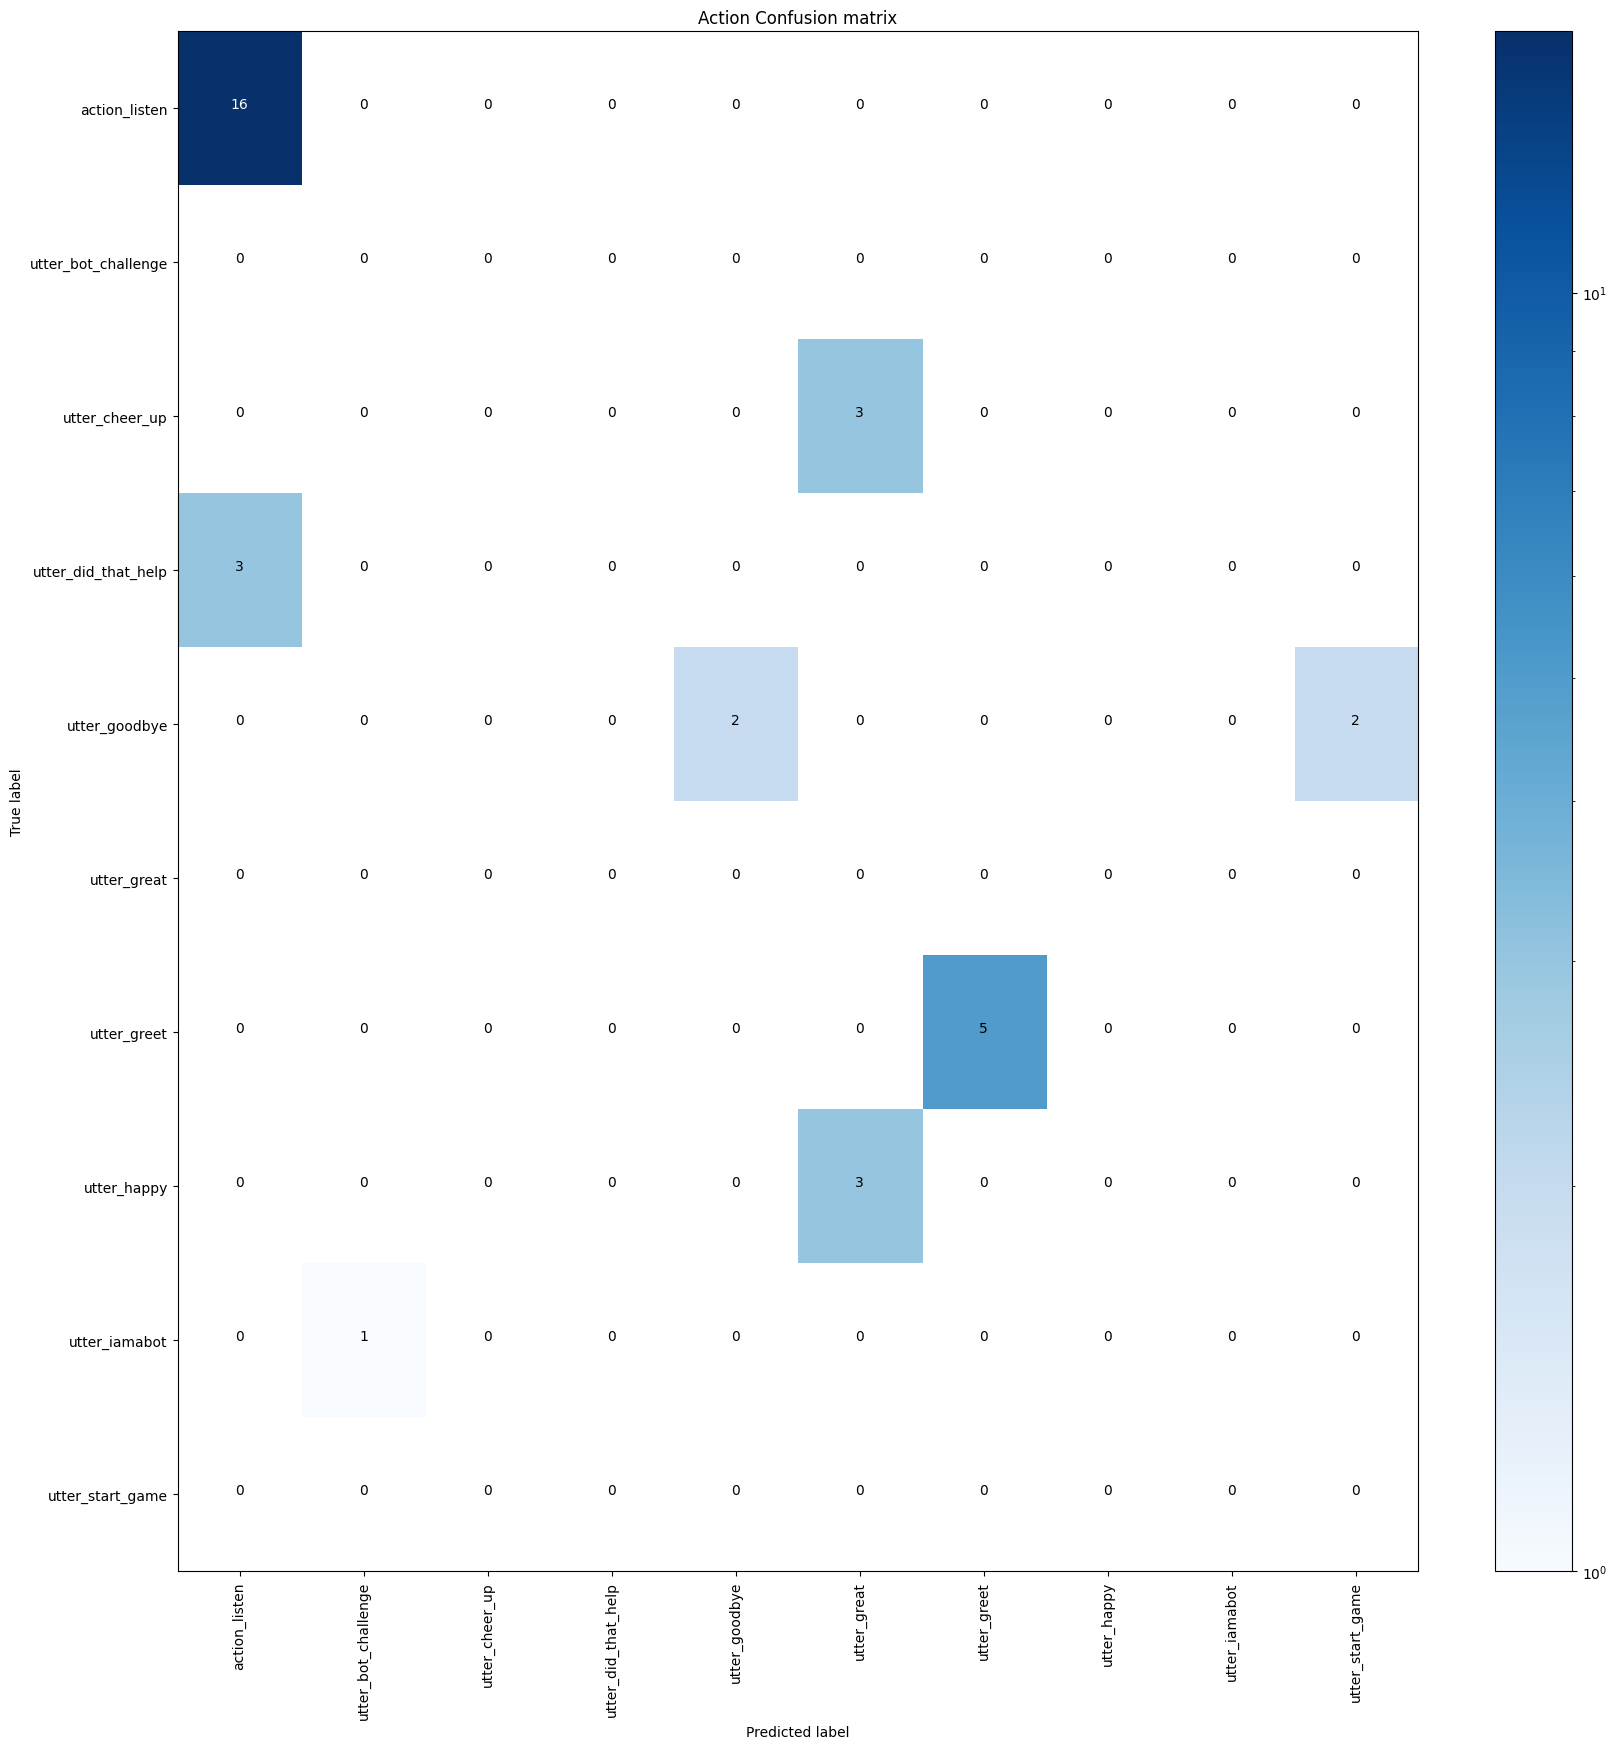 Action Confusion matrix
action_listen 16 0 0 0 0 0 0 0 0 0
utter_bot_challenge 0 0 0 0 0 0 0 0 0 0
utter_cheer_up 0 0 0 0 0 3 0 0 0 0
utter_did_that_help 3 0 0 0 0 0 0 0 0 0
utter_goodbye 0 0 0 0 2 0 0 0 0 2
utter_great 0 0 0 0 0 0 0 0 0 0
utter_greet 0 0 0 0 0 0 5 0 0 0
utter_happy 0 0 0 0 0 3 0 0 0 0
utter_iamabot 0 1 0 0 0 0 0 0 0 0
utter_start_game 0 0 0 0 0 0 0 0 0 0
True label
action_listen
utter_bot_challenge
utter_cheer_up
utter_did_that_help
utter_goodbye
utter_great
utter_greet
utter_happy
utter_iamabot
utter_start_game
Predicted label
10¹
10⁰